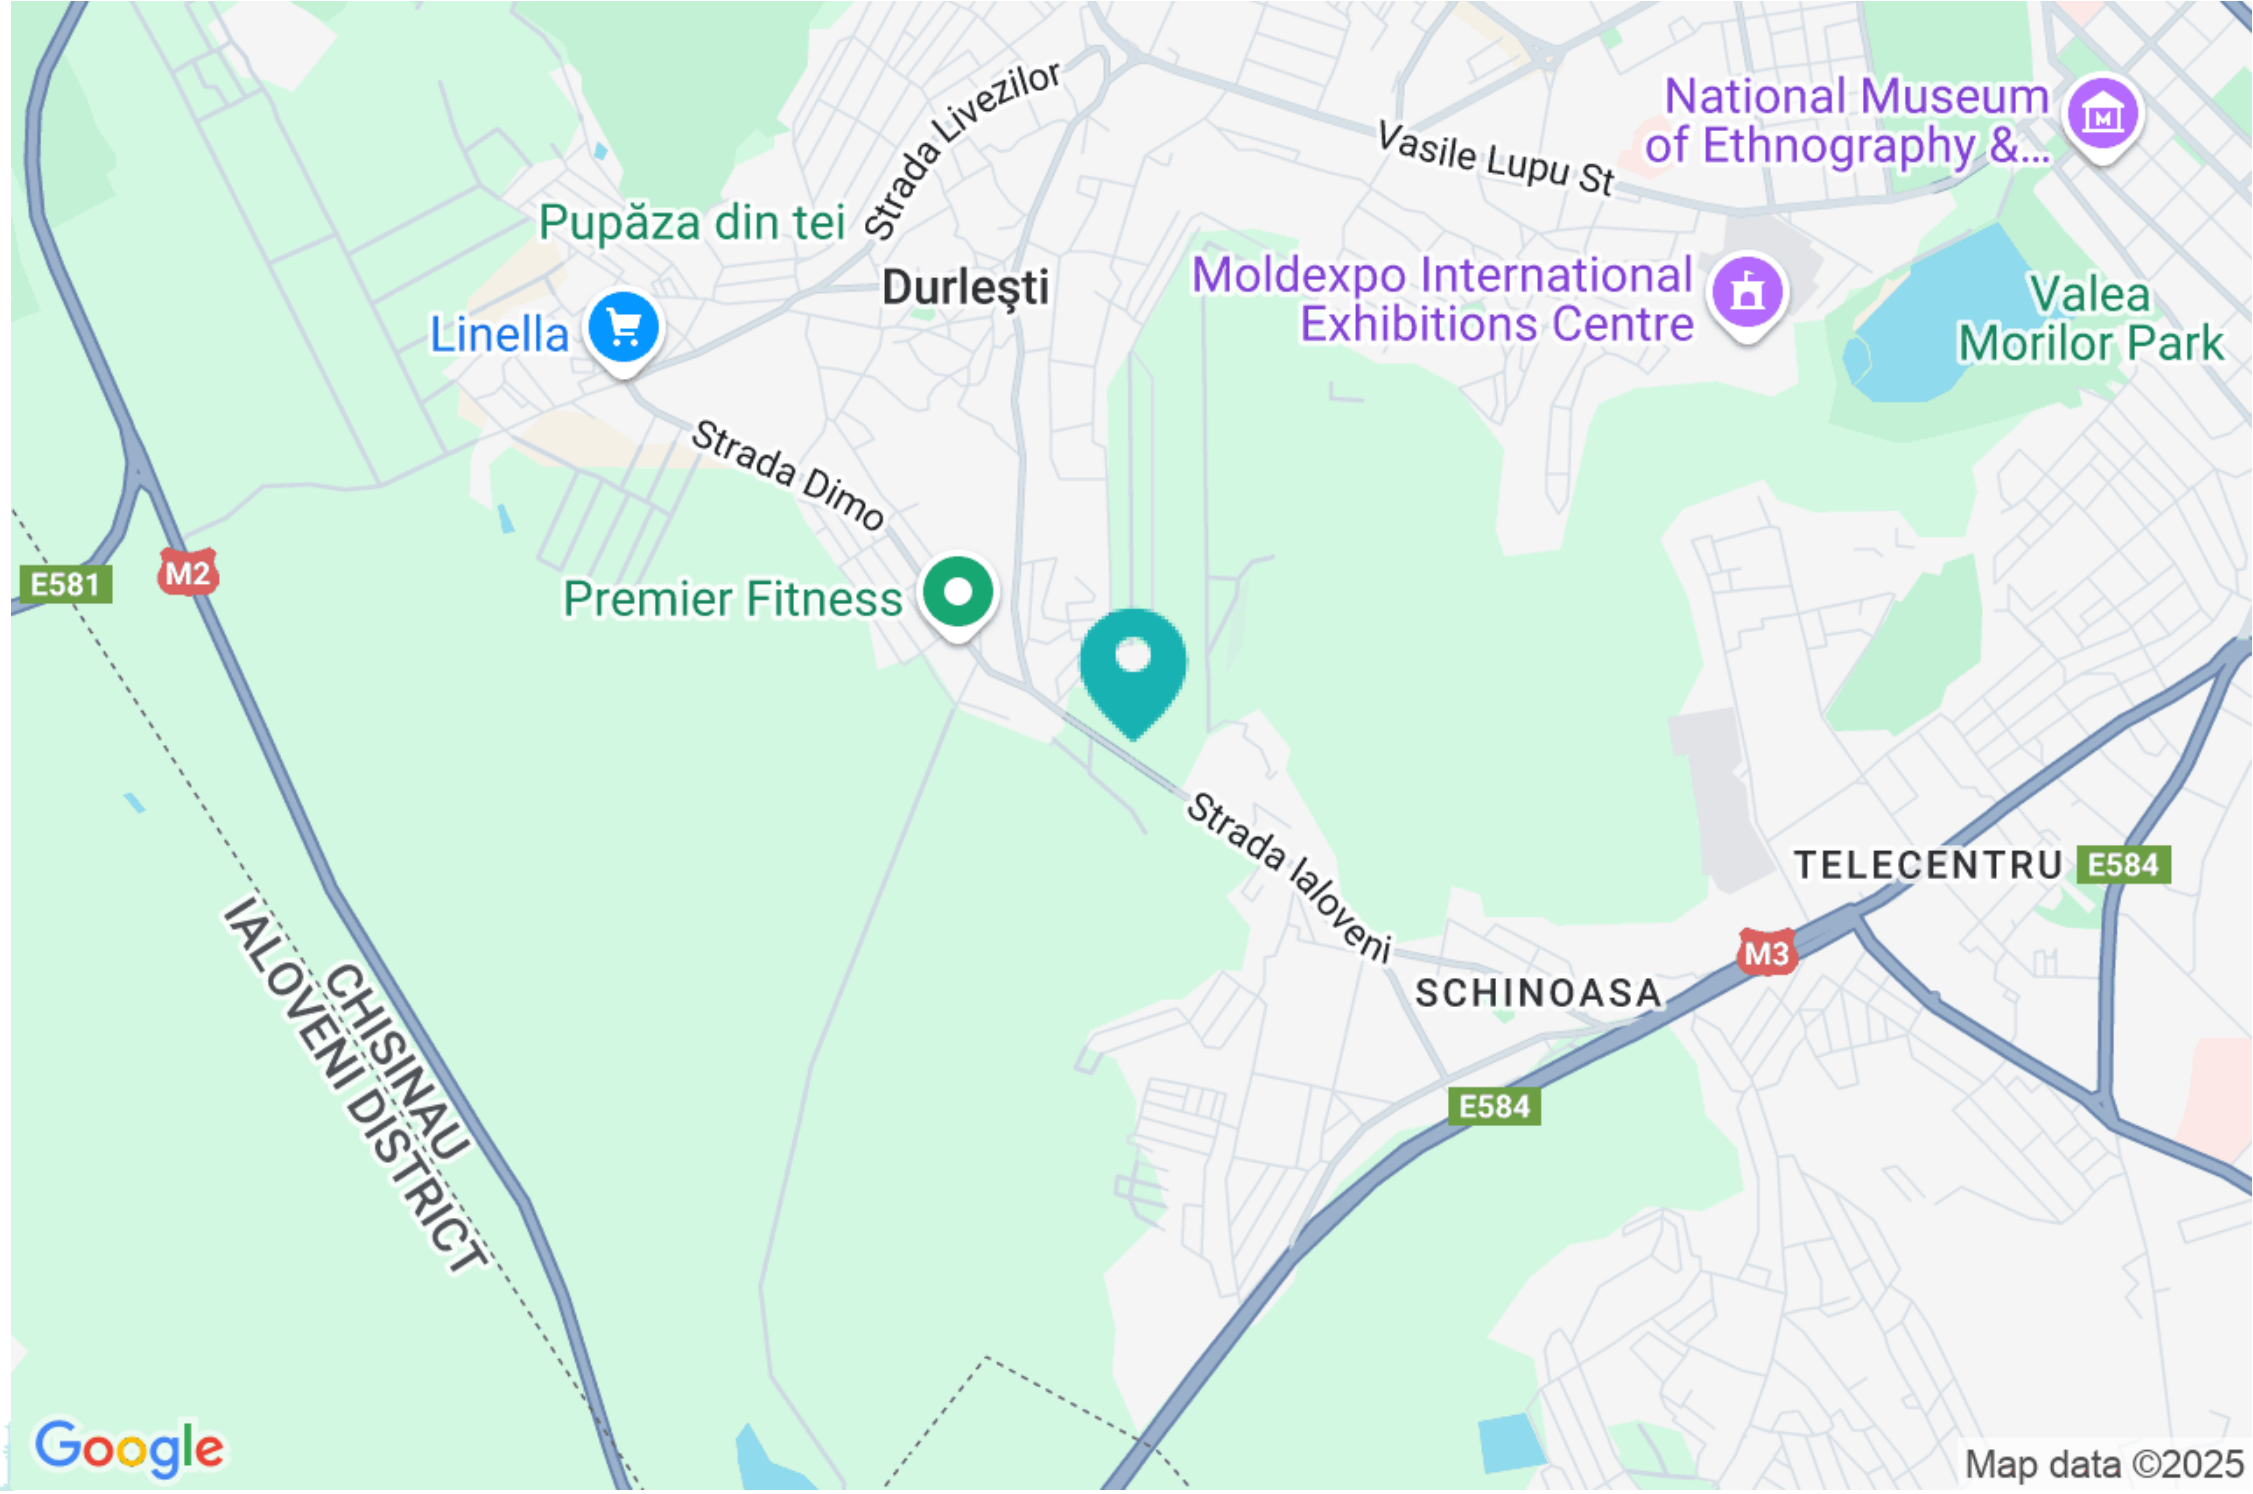 National Museum
of Ethnography &...
Strada Livezilor
Vasile Lupu St
Pupăza din tei
Durleşti
Moldexpo International
Exhibitions Centre
Valea
Morilor Park
Linella
Strada Dimo
M2
E581
Premier Fitness
Strada Ialoveni
TELECENTRU
E584
M3
SCHINOASA
CHISINAU
IALOVENI DISTRICT
E584
Google
Map data ©2025